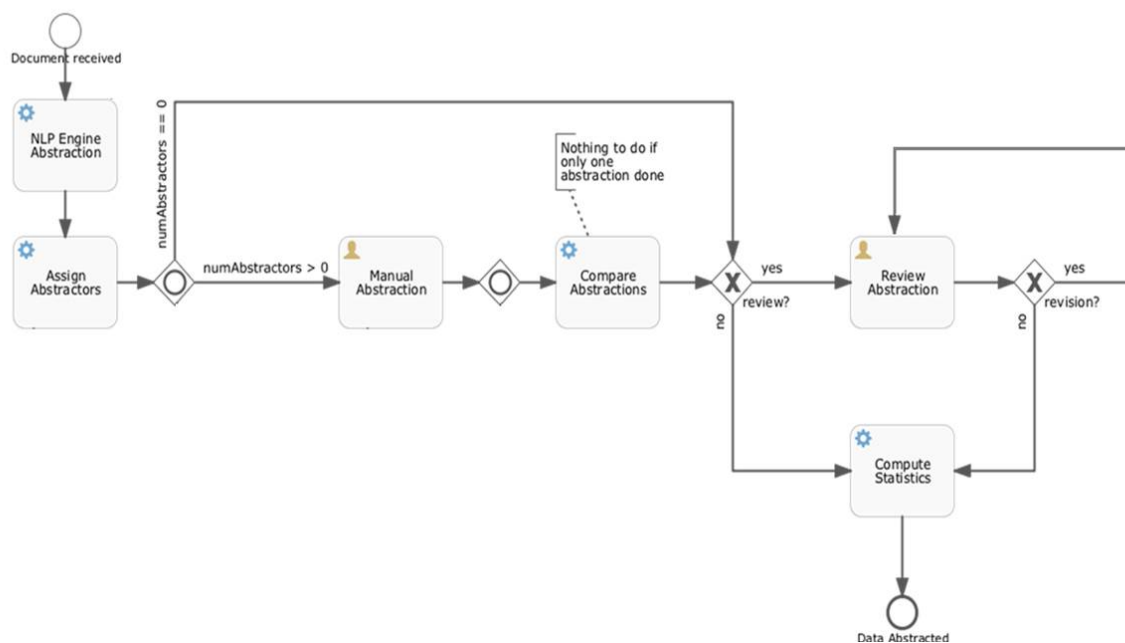 Document received
NLP Engine
Abstraction
Assign
Abstractors
numAbstractors == 0
numAbstractors > 0
Manual
Abstraction
Nothing to do if
only one
abstraction done
Compare
Abstractions
X
yes
review?
no
Review
Abstraction
X
yes
revision?
no
Compute
Statistics
Data Abstracted